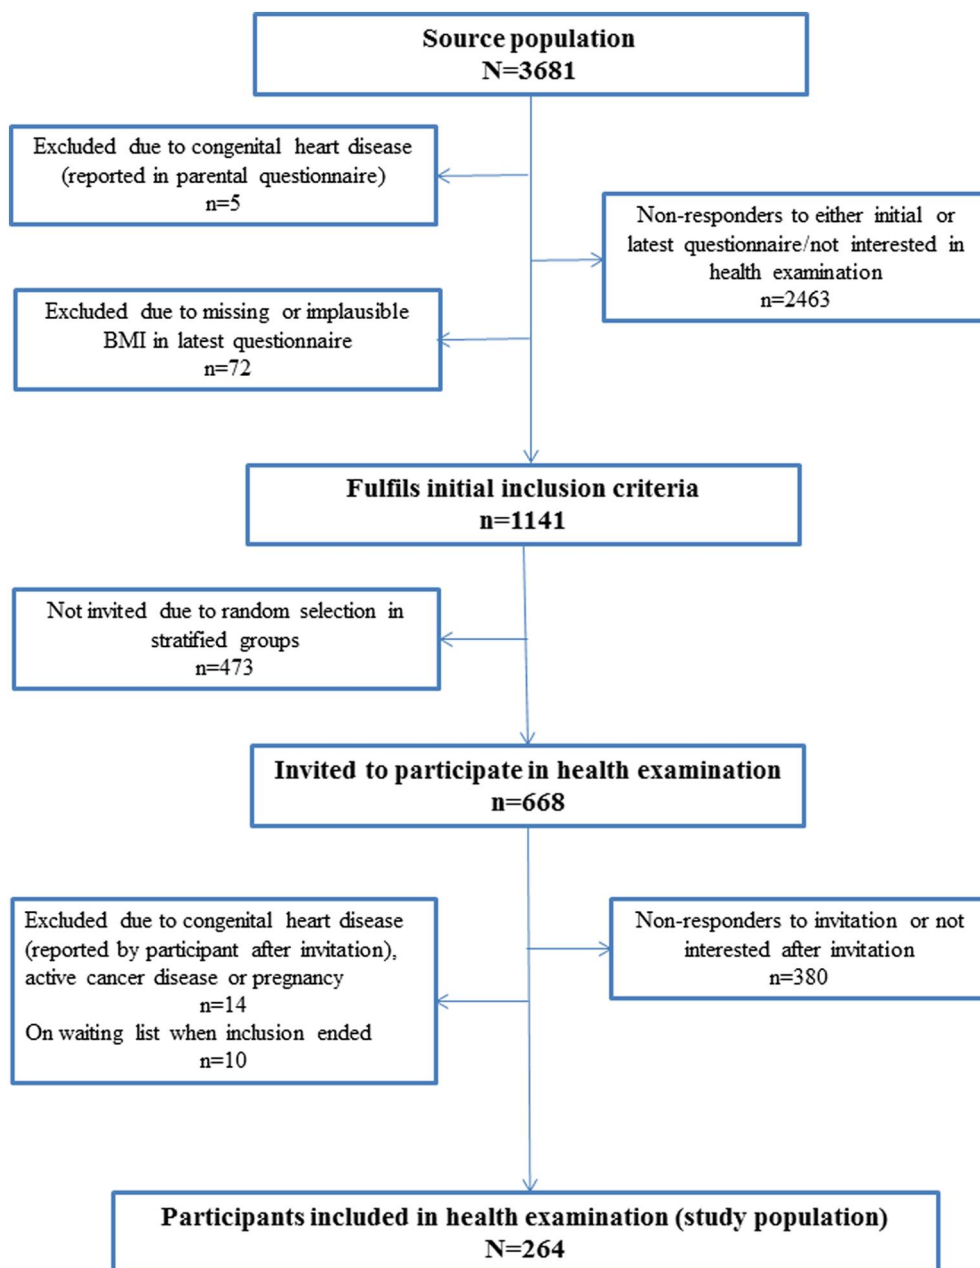 Source population
N=3681
Excluded due to congenital heart disease
(reported in parental questionnaire)
n=5
Non-responders to either initial or
latest questionnaire/not interested in
health examination
n=2463
Excluded due to missing or implausible
BMI in latest questionnaire
n=72
Fulfils initial inclusion criteria
n=1141
Not invited due to random selection in
stratified groups
n=473
Invited to participate in health examination
n=668
Excluded due to congenital heart disease
(reported by participant after invitation),
active cancer disease or pregnancy
n=14
On waiting list when inclusion ended
n=10
Non-responders to invitation or not
interested after invitation
n=380
Participants included in health examination (study population)
N=264